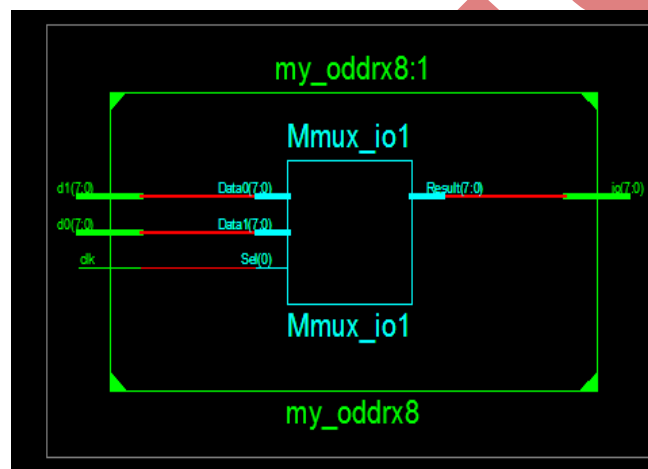 my_oddrx8:1
Mmux_io1
d1(7:0) Data0(7:0) Result(7:0) io(7:0)
d0(7:0) Data1(7:0)
clk Sel(0)
Mmux_io1
my_oddrx8